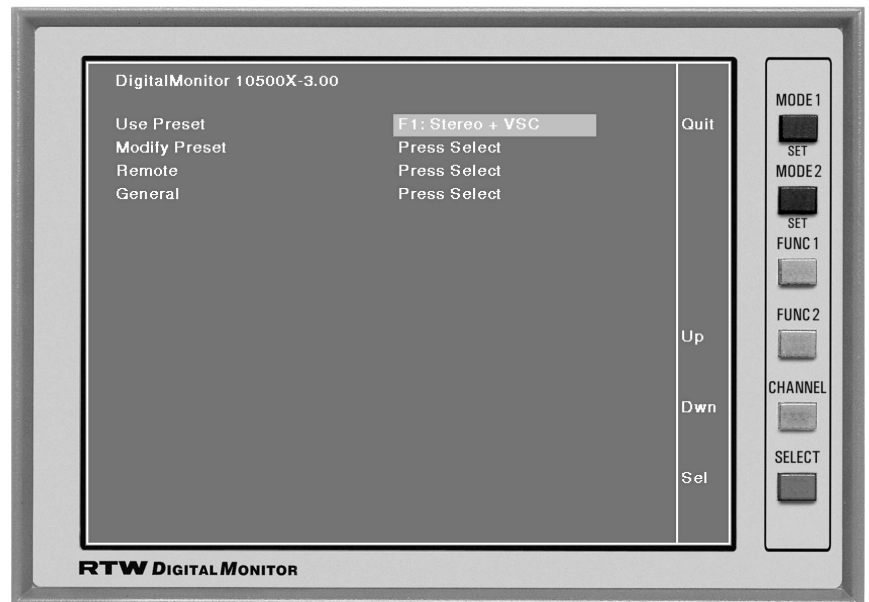 DigitalMonitor 10500X-3.00
Use Preset F1: Stereo + VSC
Modify Preset Press Select
Remote Press Select
General Press Select
Quit
Up
Dwn
Sel
MODE 1
SET
MODE 2
SET
FUNC 1
FUNC 2
CHANNEL
SELECT
RTW DIGITAL MONITOR